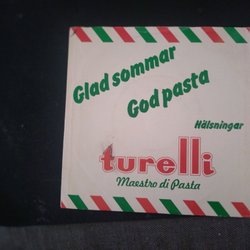 Glad sommar
God pasta
Hälsningar
turelli
Maestro di Pasta